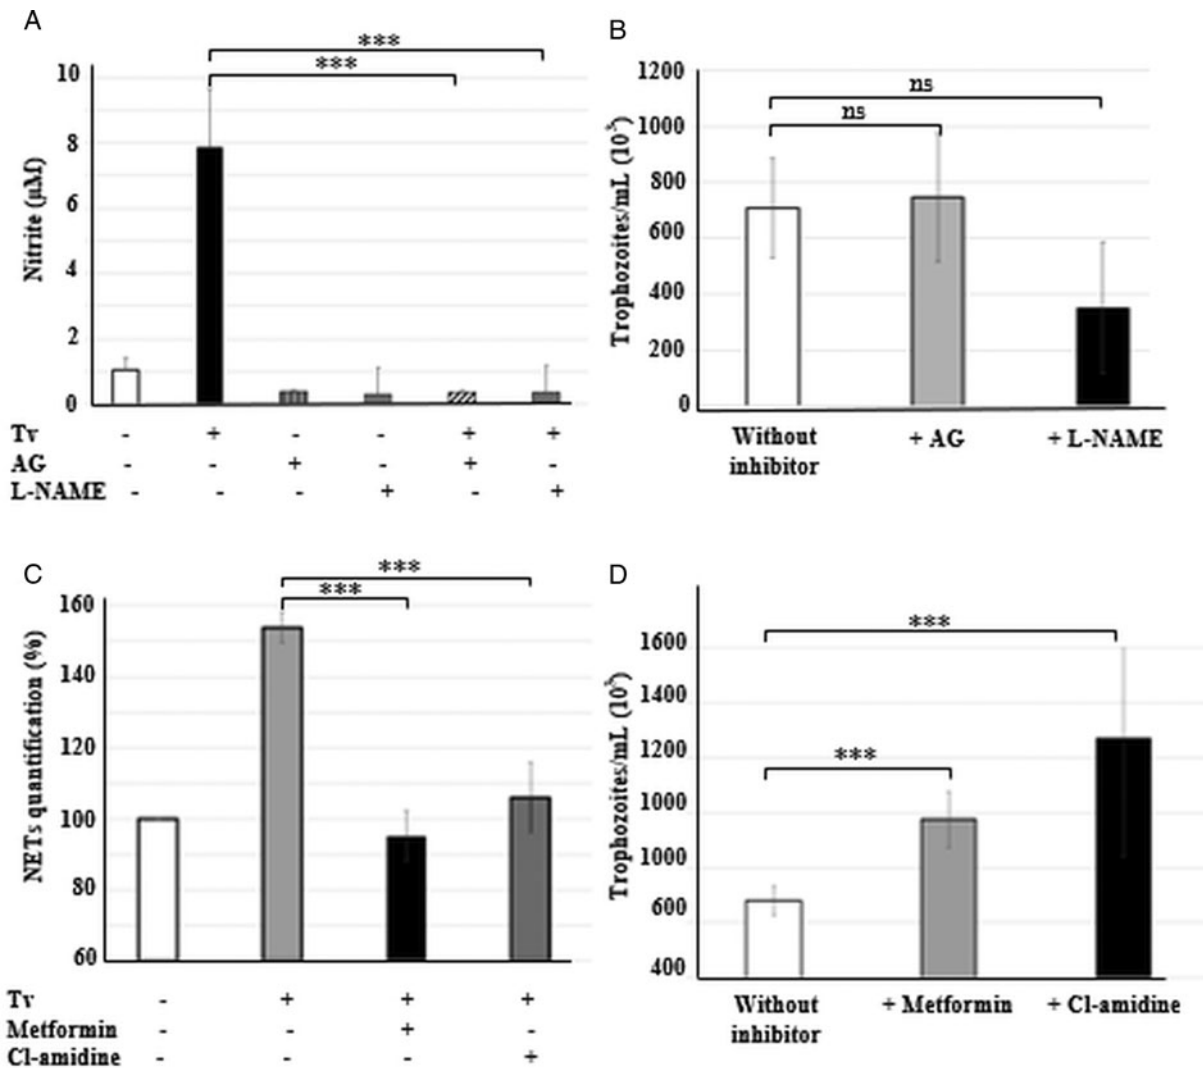 A
***
***
10
8
6
4
2
0
Nitrite (µM)
Tv - + - - + +
AG - - + - + -
L-NAME - - - + - +
B
ns
ns
1200
1000
800
600
400
200
0
Trophozoites/mL (10³)
Without inhibitor
+ AG
+ L-NAME
C
***
***
160
140
120
100
80
60
NETs quantification (%)
Tv - + + +
Metformin - - + -
Cl-amidine - - - +
D
***
***
1600
1400
1200
1000
1000
600
400
Trophozoites/mL (10³)
Without inhibitor
+ Metformin
+ Cl-amidine